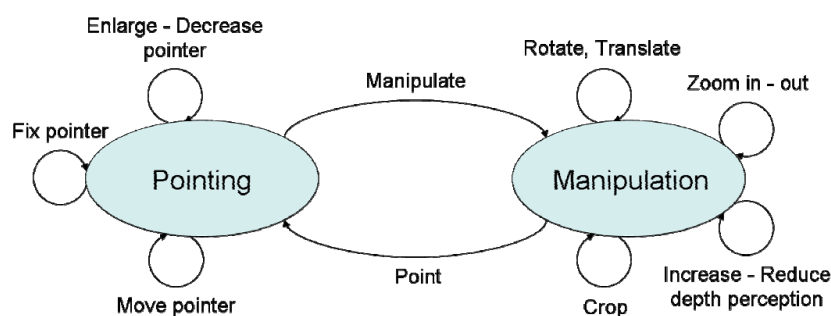 Enlarge - Decrease
pointer
Rotate, Translate
Manipulate
Zoom in - out
Fix pointer
Pointing
Manipulation
Point
Move pointer
Crop
Increase - Reduce
depth perception